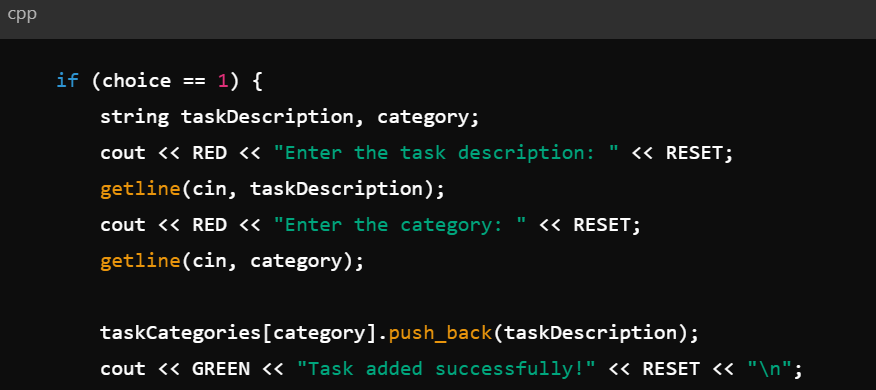 cpp
if (choice == 1) {
string taskDescription, category;
cout << RED << "Enter the task description: " << RESET;
getline(cin, taskDescription);
cout << RED << "Enter the category: " << RESET;
getline(cin, category);
taskCategories[category].push_back(taskDescription);
cout << GREEN << "Task added successfully!" << RESET << "\n";